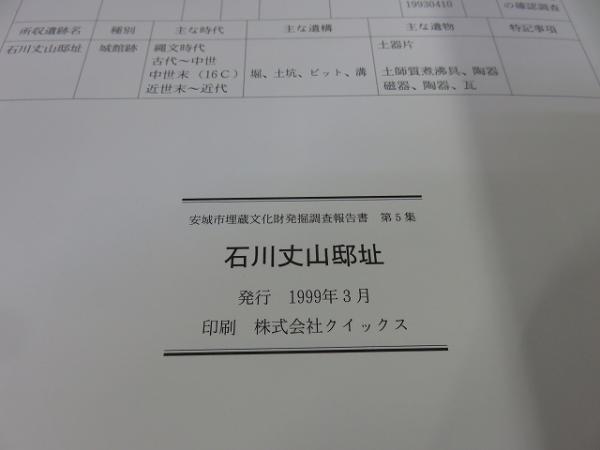 19930410
の確認調査
所収遺跡名 種別 主な時代 主な遺構 主な遺物 特記事項
石川丈山邸址 城館跡 縄文時代 土器片
古代～中世
中世末（16C） 堀、土坑、ピット、溝 土師質煮沸具、陶器
近世末～近代 磁器、陶器、瓦
安城市埋蔵文化財発掘調査報告書 第5集
石川丈山邸址
発行 1999年3月
印刷 株式会社クイックス